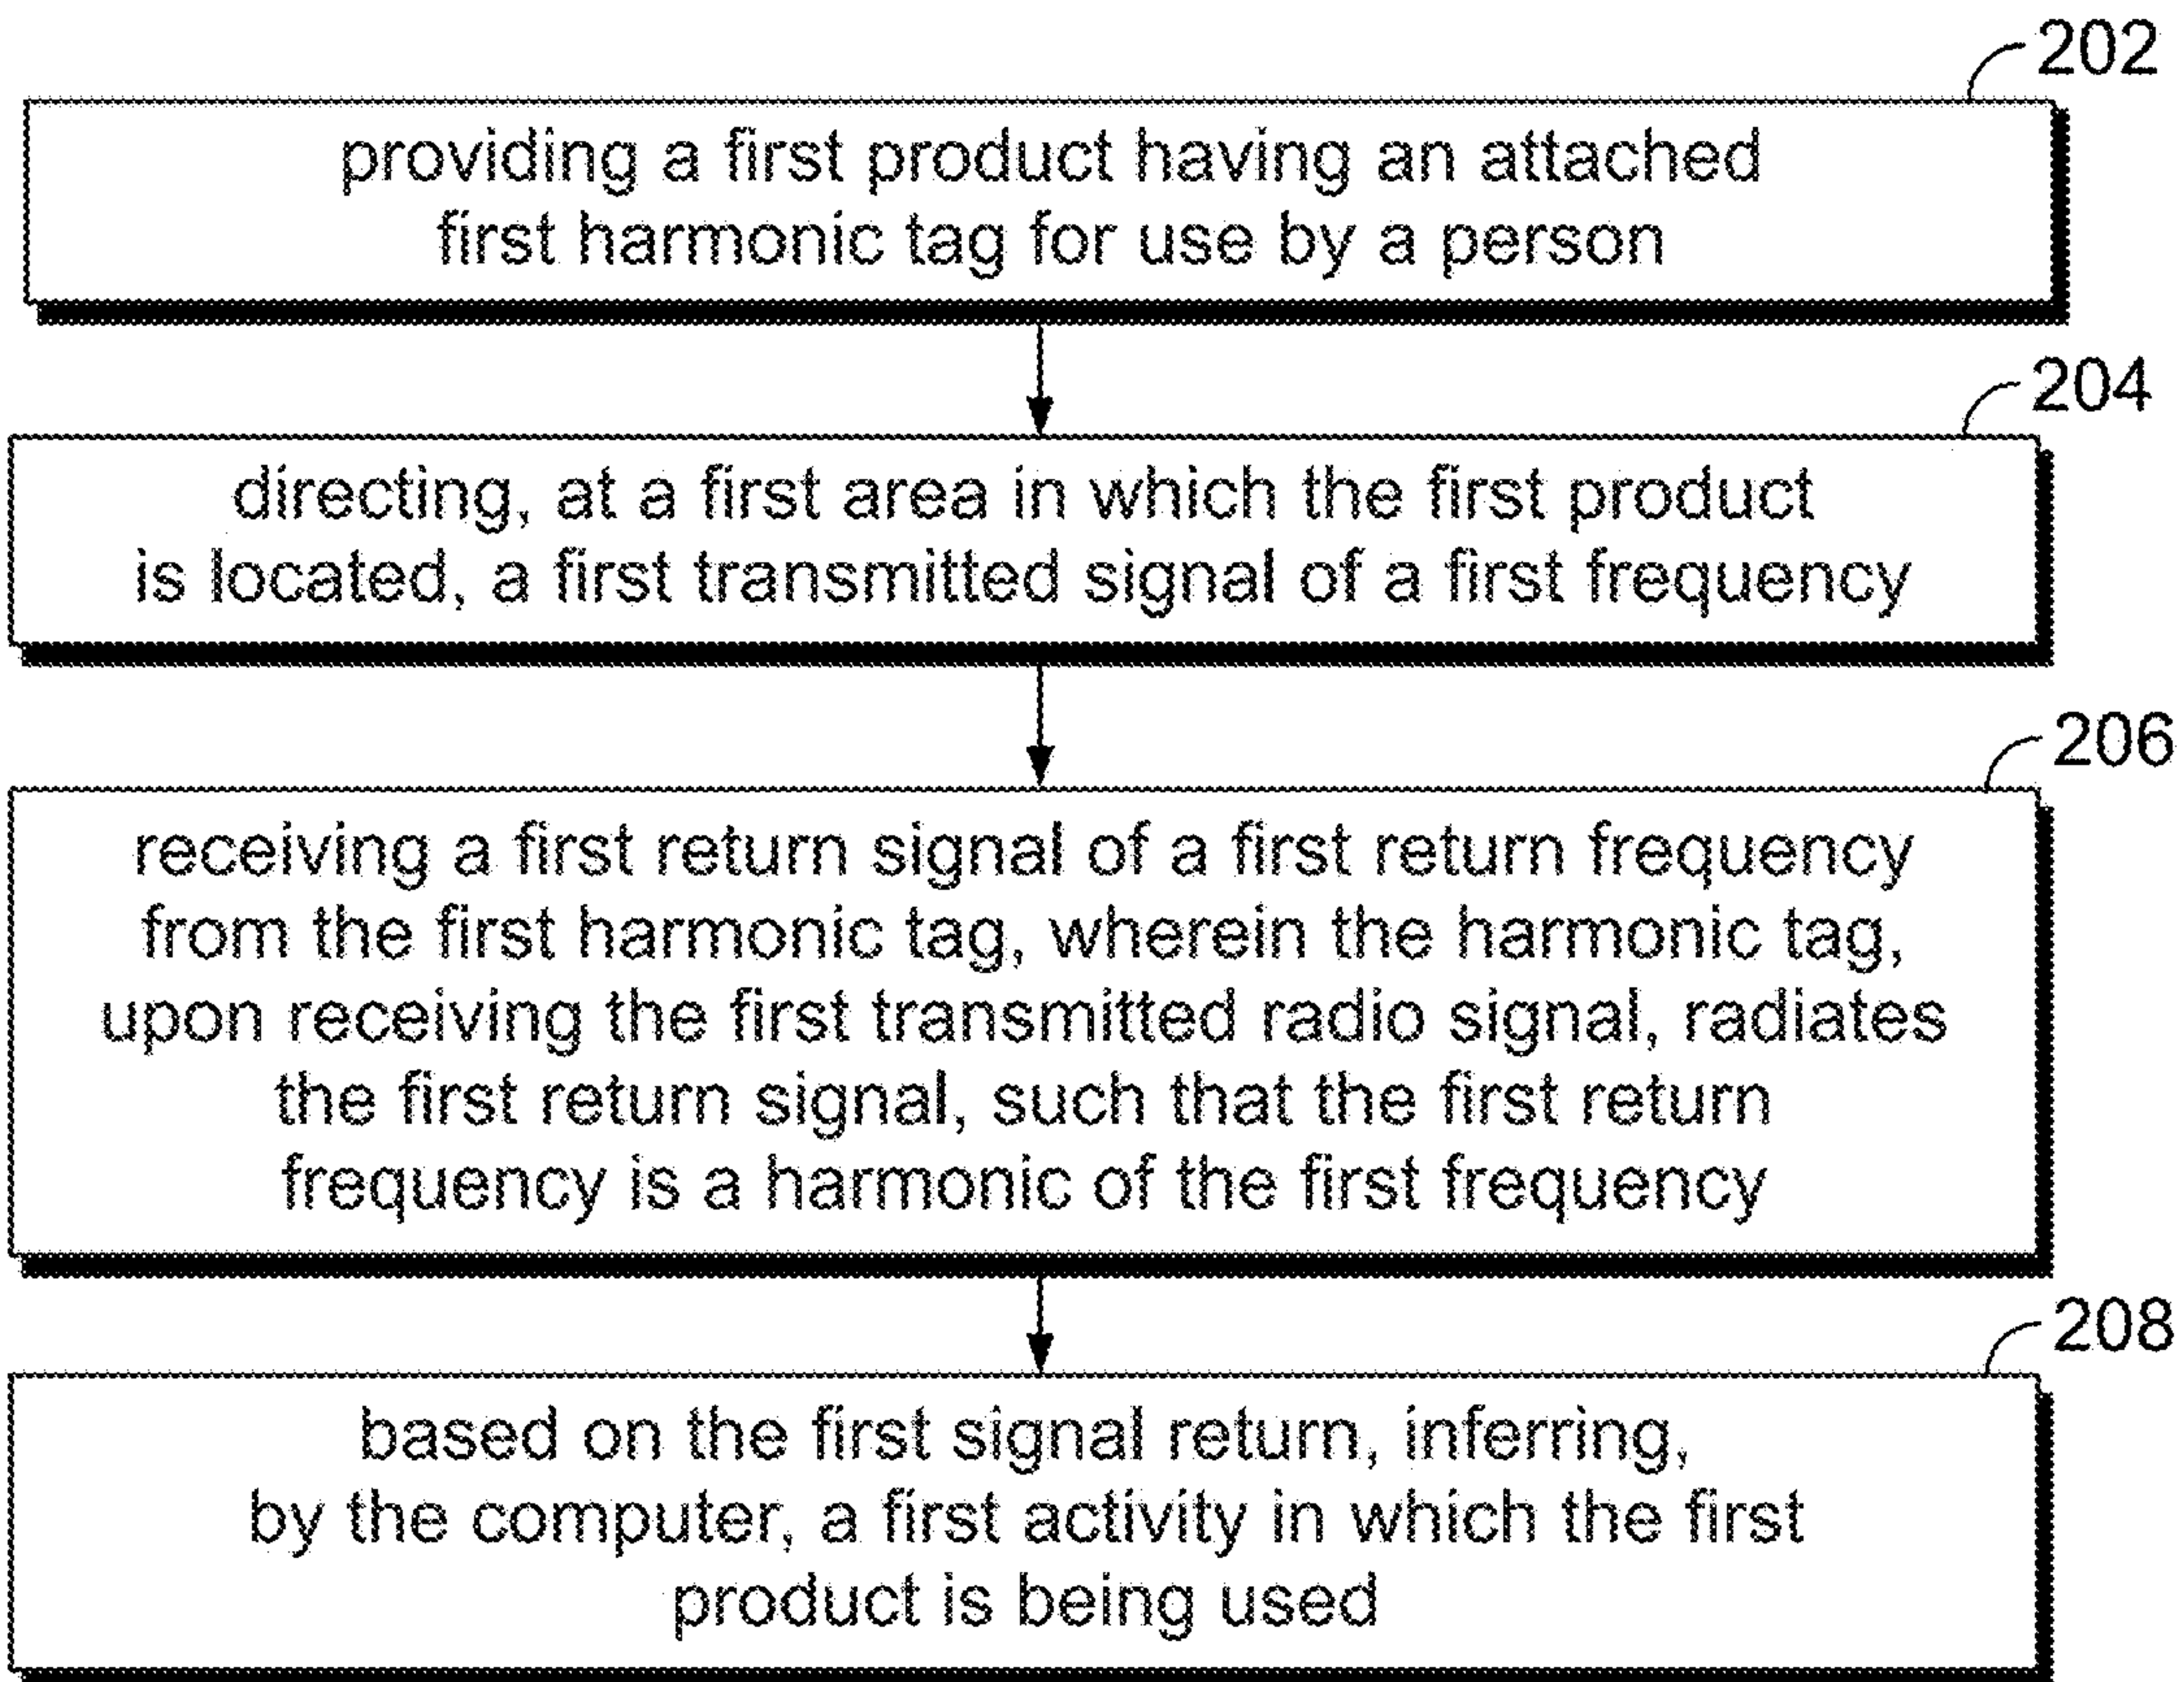 202
providing a first product having an attached
first harmonic tag for use by a person
204
directing, at a first area in which the first product
is located, a first transmitted signal of a first frequency
206
receiving a first return signal of a first return frequency
from the first harmonic tag, wherein the harmonic tag,
upon receiving the first transmitted radio signal, radiates
the first return signal, such that the first return
frequency is a harmonic of the first frequency
208
based on the first signal return, inferring,
by the computer, a first activity in which the first
product is being used